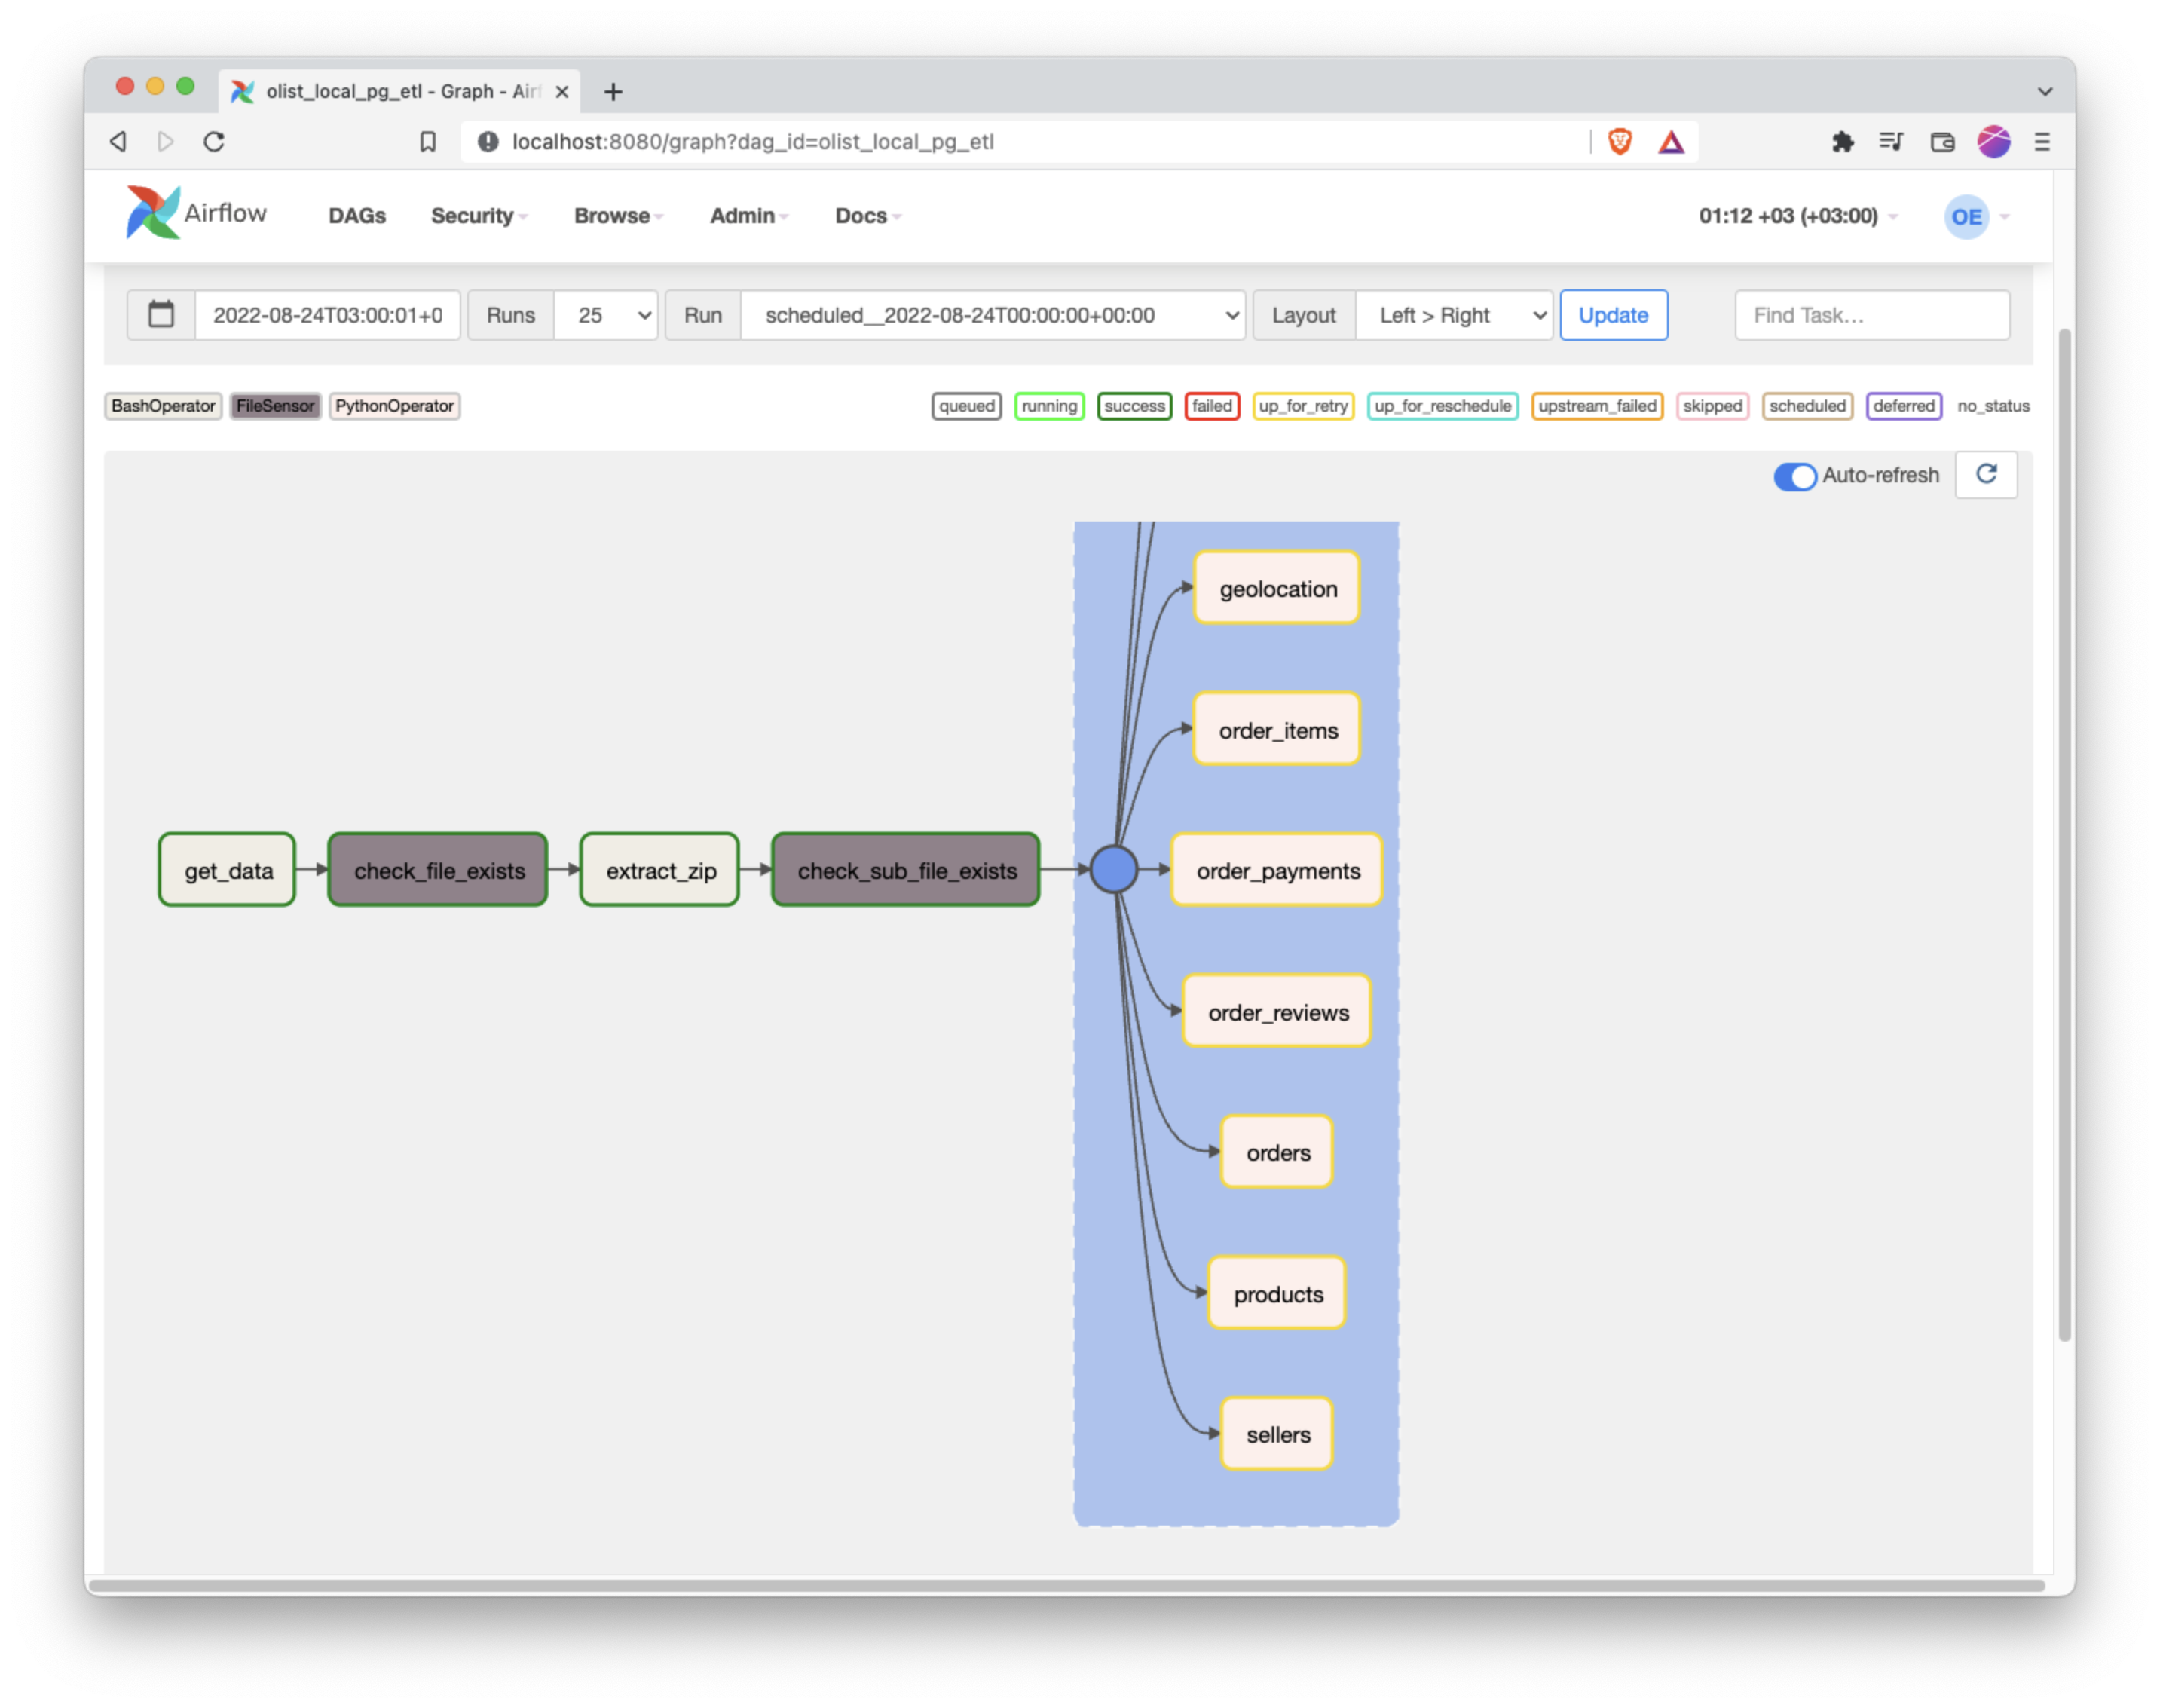 olist_local_pg_etl - Graph - Air
localhost:8080/graph?dag_id=olist_local_pg_etl
Airflow DAGs Security Browse Admin Docs 01:12 +03 (+03:00) OE
2022-08-24T03:00:01+0 Runs 25 Run scheduled__2022-08-24T00:00:00+00:00 Layout Left > Right Update Find Task…
BashOperator FileSensor PythonOperator queued running success failed up_for_retry up_for_reschedule upstream_failed skipped scheduled deferred no_status
Auto-refresh
geolocation
order_items
get_data check_file_exists extract_zip check_sub_file_exists order_payments
order_reviews
orders
products
sellers